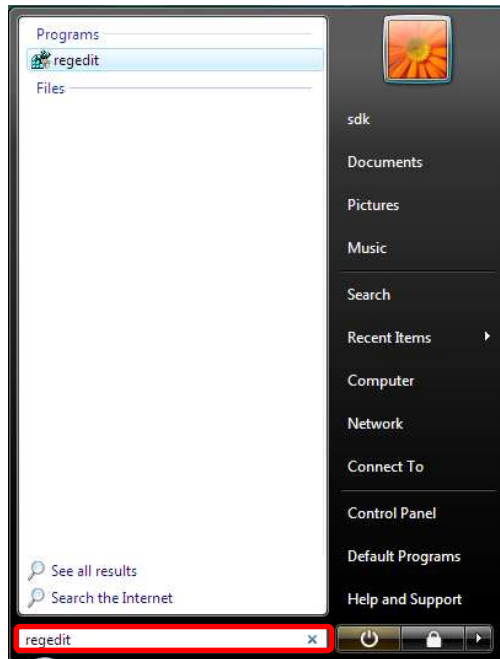 Programs
regedit
Files
See all results
Search the Internet
regedit
sdk
Documents
Pictures
Music
Search
Recent Items
Computer
Network
Connect To
Control Panel
Default Programs
Help and Support